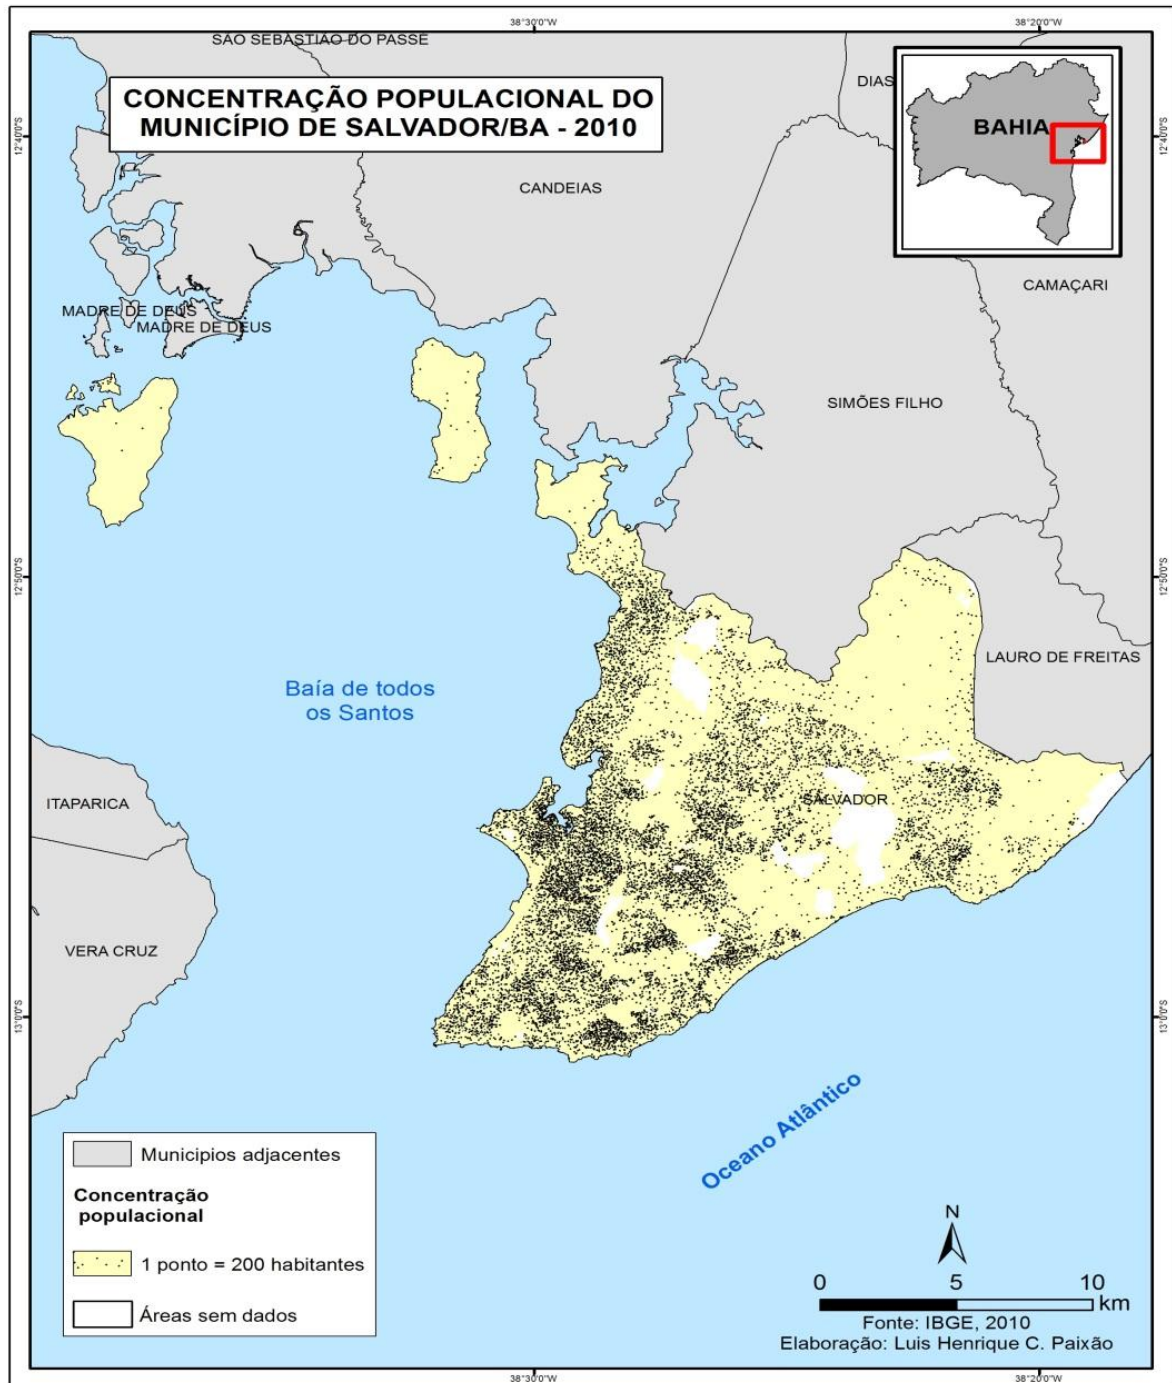 38°30'0"W
38°20'0"W
SÃO SEBASTIÃO DO PASSÉ
DIAS
CONCENTRAÇÃO POPULACIONAL DO
MUNICÍPIO DE SALVADOR/BA - 2010
BAHIA
12°40'0"S
12°40'0"S
CANDEIAS
CAMAÇARI
MADRE DE DEUS
MADRE DE DEUS
SIMÕES FILHO
12°50'0"S
12°50'0"S
LAURO DE FREITAS
Baía de todos
os Santos
ITAPARICA
SALVADOR
VERA CRUZ
13°0'0"S
13°0'0"S
Oceano Atlântico
Municipios adjacentes
Concentração
populacional
1 ponto = 200 habitantes
Áreas sem dados
N
0 5 10
km
Fonte: IBGE, 2010
Elaboração: Luis Henrique C. Paixão
38°30'0"W
38°20'0"W